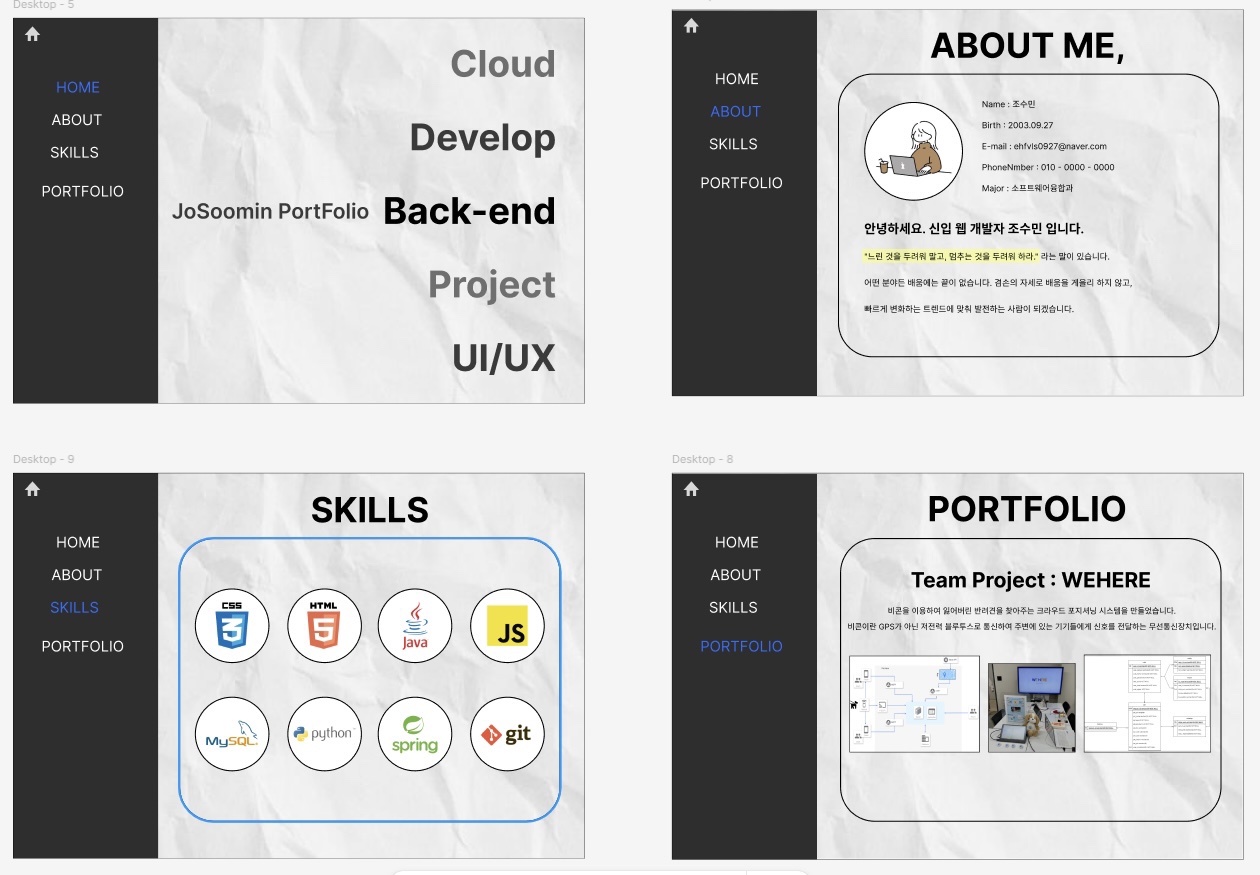 Desktop - 5
HOME
ABOUT
SKILLS
PORTFOLIO
Cloud
Develop
JoSoomin PortFolio Back-end
Project
UI/UX
HOME
ABOUT
SKILLS
PORTFOLIO
ABOUT ME,
Name : 조수민
Birth : 2003.09.27
E-mail : ehfvls0927@naver.com
PhoneNmber : 010 - 0000 - 0000
Major : 소프트웨어융합과
안녕하세요. 신입 웹 개발자 조수민 입니다.
"느린 것을 두려워 말고, 멈추는 것을 두려워 하라." 라는 말이 있습니다.
어떤 분야든 배움에는 끝이 없습니다. 겸손의 자세로 배움을 게을리 하지 않고,
빠르게 변화하는 트렌드에 맞춰 발전하는 사람이 되겠습니다.
Desktop - 9
HOME
ABOUT
SKILLS
PORTFOLIO
SKILLS
CSS
3
HTML
5
Java
JS
MySQL
python
spring
git
Desktop - 8
HOME
ABOUT
SKILLS
PORTFOLIO
PORTFOLIO
Team Project : WEHERE
비콘을 이용하여 잃어버린 반려견을 찾아주는 크라우드 포지셔닝 시스템을 만들었습니다.
비콘이란 GPS가 아닌 저전력 블루투스로 통신하여 주변에 있는 기기들에게 신호를 전달하는 무선통신장치입니다.